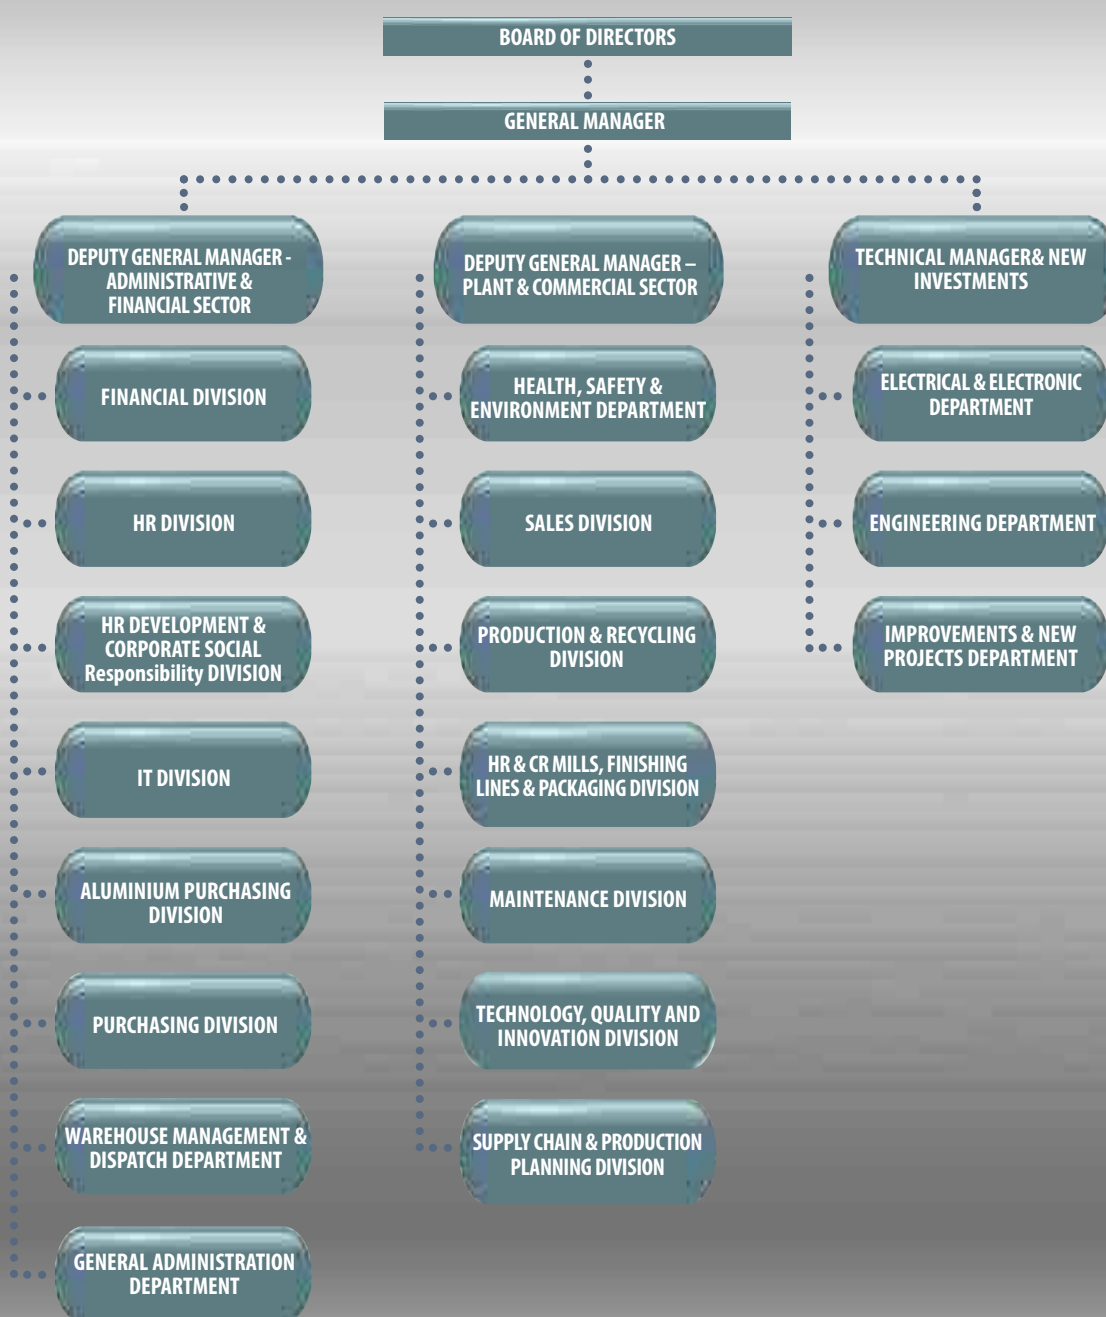 BOARD OF DIRECTORS
GENERAL MANAGER
DEPUTY GENERAL MANAGER -
ADMINISTRATIVE &
FINANCIAL SECTOR
FINANCIAL DIVISION
HR DIVISION
HR DEVELOPMENT &
CORPORATE SOCIAL
Responsibility DIVISION
IT DIVISION
ALUMINIUM PURCHASING
DIVISION
PURCHASING DIVISION
WAREHOUSE MANAGEMENT &
DISPATCH DEPARTMENT
GENERAL ADMINISTRATION
DEPARTMENT
DEPUTY GENERAL MANAGER –
PLANT & COMMERCIAL SECTOR
HEALTH, SAFETY &
ENVIRONMENT DEPARTMENT
SALES DIVISION
PRODUCTION & RECYCLING
DIVISION
HR & CR MILLS, FINISHING
LINES & PACKAGING DIVISION
MAINTENANCE DIVISION
TECHNOLOGY, QUALITY AND
INNOVATION DIVISION
SUPPLY CHAIN & PRODUCTION
PLANNING DIVISION
TECHNICAL MANAGER& NEW
INVESTMENTS
ELECTRICAL & ELECTRONIC
DEPARTMENT
ENGINEERING DEPARTMENT
IMPROVEMENTS & NEW
PROJECTS DEPARTMENT